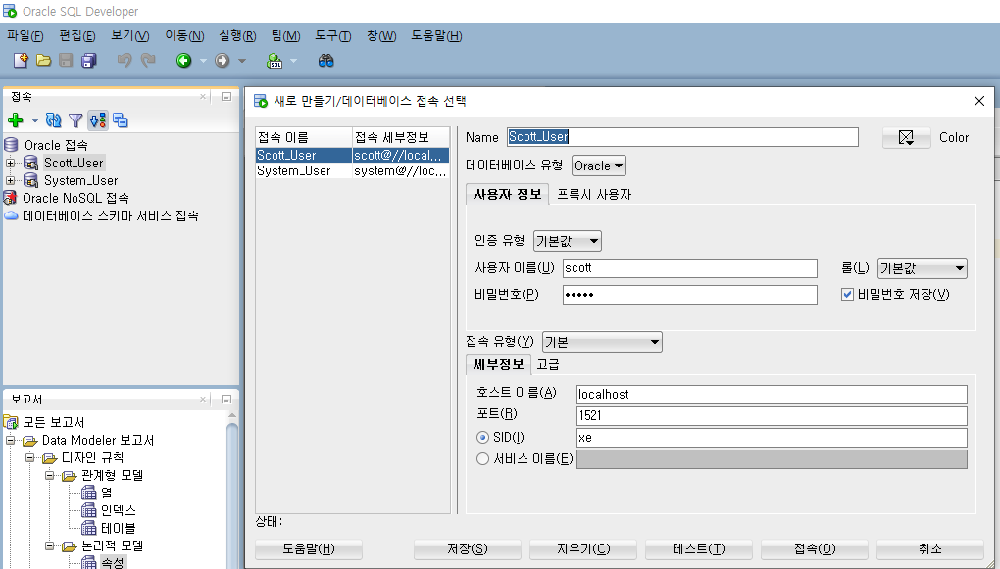 Oracle SQL Developer
파일(F) 편집(E) 보기(V) 이동(N) 실행(R) 팀(M) 도구(T) 창(W) 도움말(H)
접속
Oracle 접속
Scott_User
System_User
Oracle NoSQL 접속
데이터베이스 스키마 서비스 접속
보고서
모든 보고서
Data Modeler 보고서
디자인 규칙
관계형 모델
열
인덱스
테이블
논리적 모델
속성
새로 만들기/데이터베이스 접속 선택
접속 이름 접속 세부정보
Scott_User scott@//local...
System_User system@//loc...
Name Scott_User Color
데이터베이스 유형 Oracle
사용자 정보 프록시 사용자
인증 유형 기본값
사용자 이름(U) scott 롤(L) 기본값
비밀번호(P) ••••• 비밀번호 저장(V)
접속 유형(Y) 기본
세부정보 고급
호스트 이름(A) localhost
포트(R) 1521
SID(I) xe
서비스 이름(E)
상태:
도움말(H) 저장(S) 지우기(C) 테스트(T) 접속(O) 취소